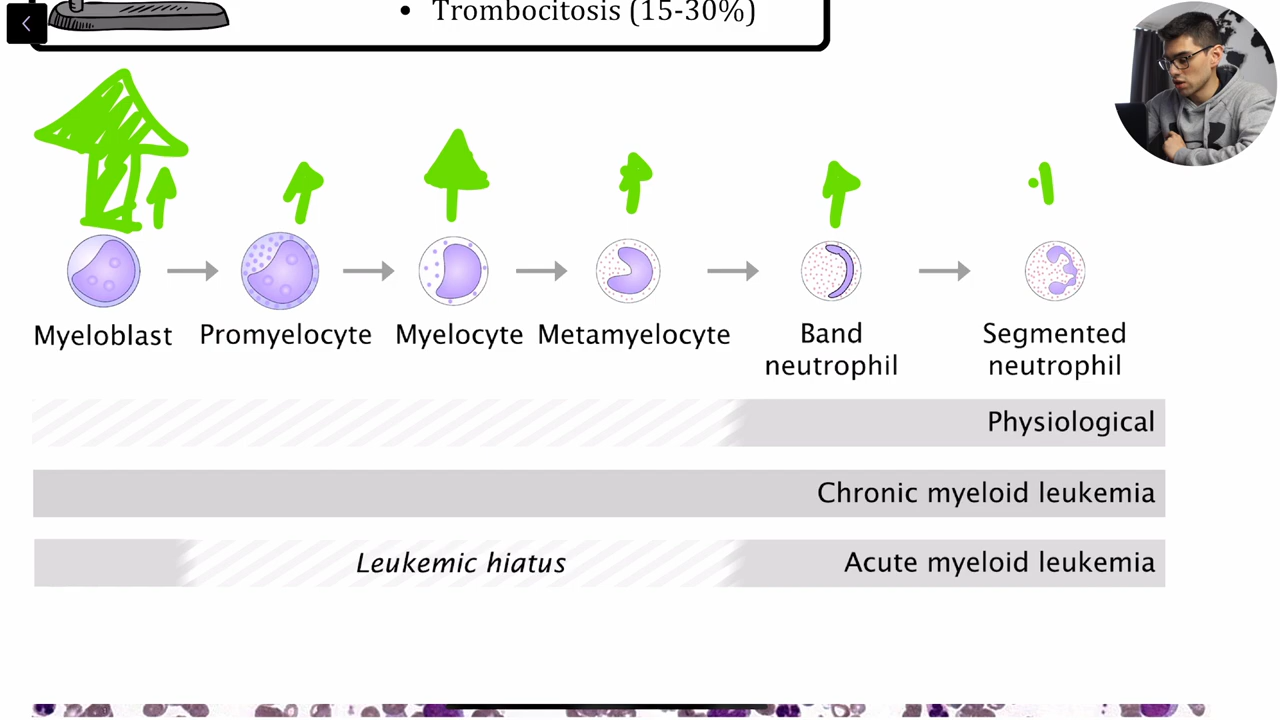 • Trombocitosis (15-30%)
Myeloblast
Promyelocyte
Myelocyte
Metamyelocyte
Band
neutrophil
Segmented
neutrophil
Physiological
Chronic myeloid leukemia
Leukemic hiatus
Acute myeloid leukemia